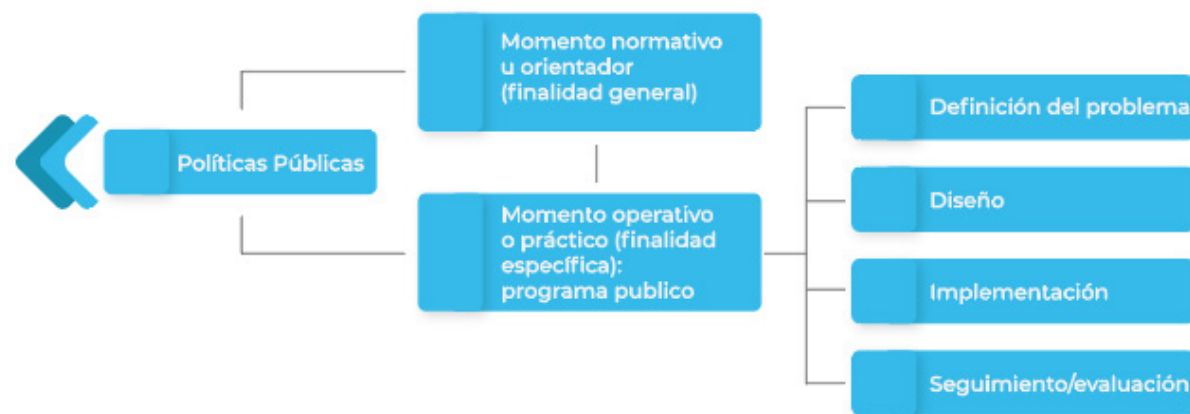 Momento normativo
u orientador
(finalidad general)
Políticas Públicas
Momento operativo
o práctico (finalidad
específica):
programa publico
Definición del problema
Diseño
Implementación
Seguimiento/evaluación